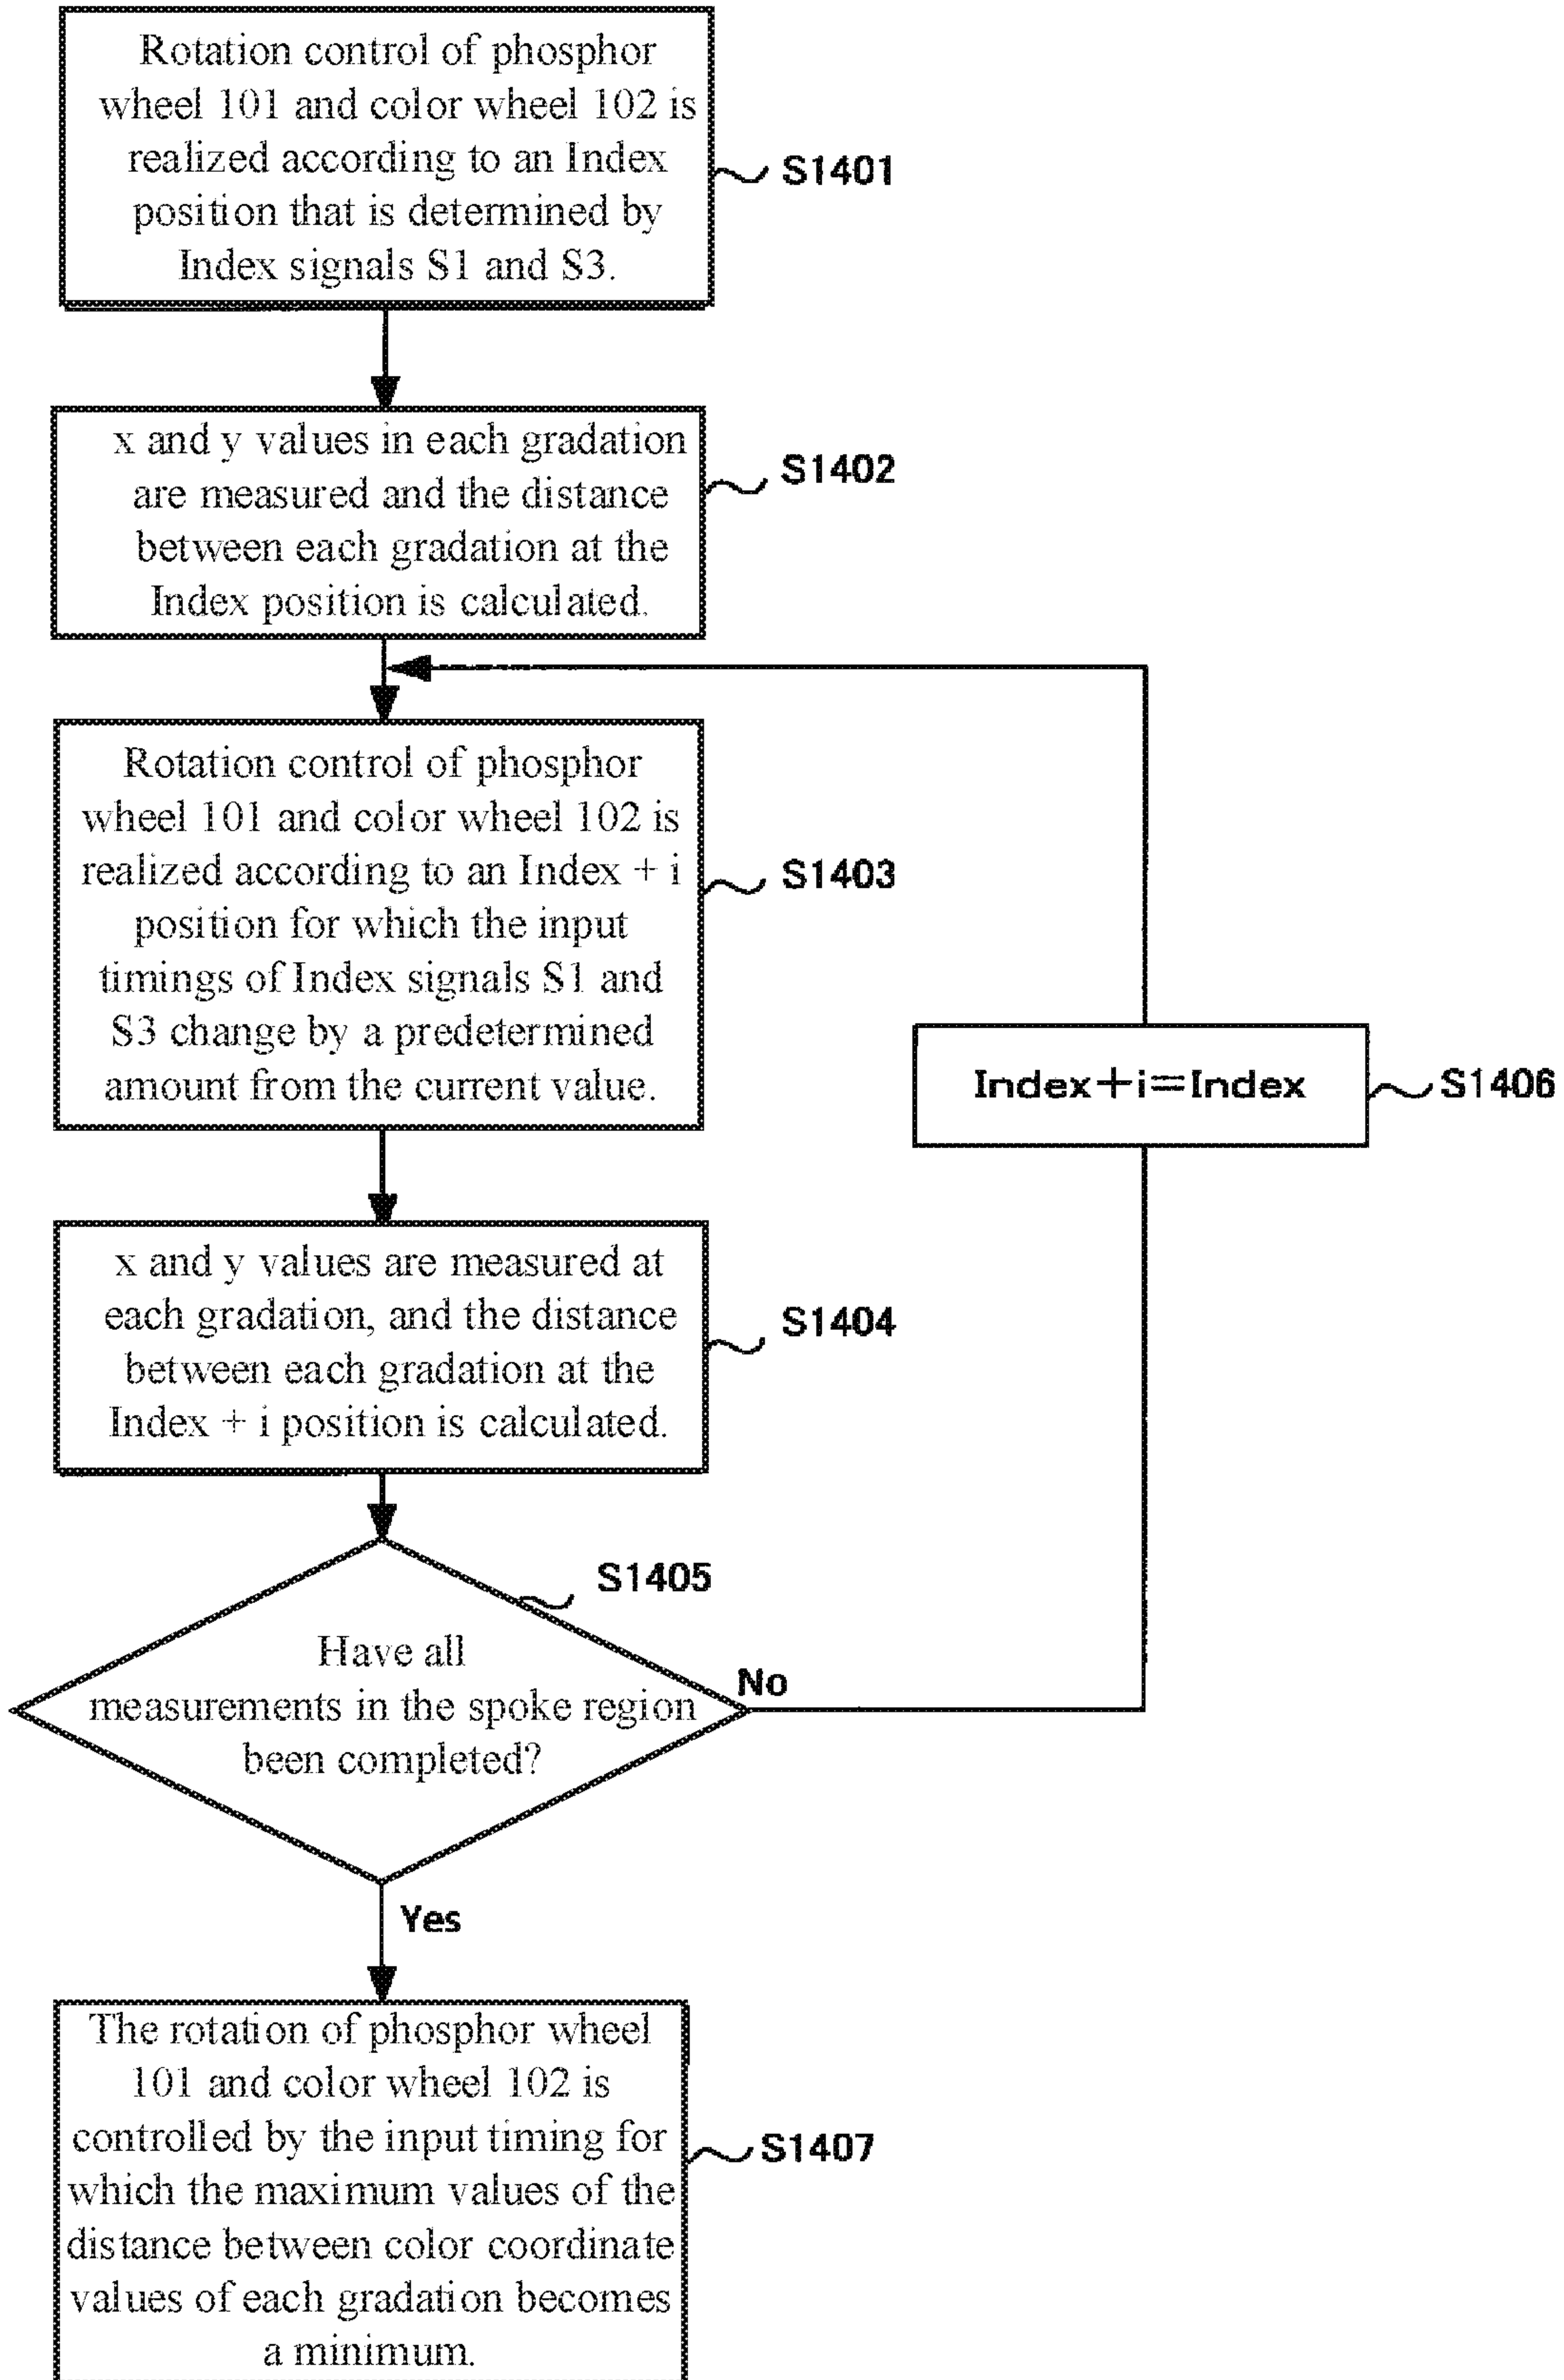 Rotation control of phosphor
wheel 101 and color wheel 102 is
realized according to an Index
position that is determined by
Index signals S1 and S3.
S1401
x and y values in each gradation
are measured and the distance
between each gradation at the
Index position is calculated.
S1402
Rotation control of phosphor
wheel 101 and color wheel 102 is
realized according to an Index + i
position for which the input
timings of Index signals S1 and
S3 change by a predetermined
amount from the current value.
S1403
Index+i=Index
S1406
x and y values are measured at
each gradation, and the distance
between each gradation at the
Index + i position is calculated.
S1404
S1405
Have all
measurements in the spoke region
been completed?
No
Yes
The rotation of phosphor wheel
101 and color wheel 102 is
controlled by the input timing for
which the maximum values of the
distance between color coordinate
values of each gradation becomes
a minimum.
S1407